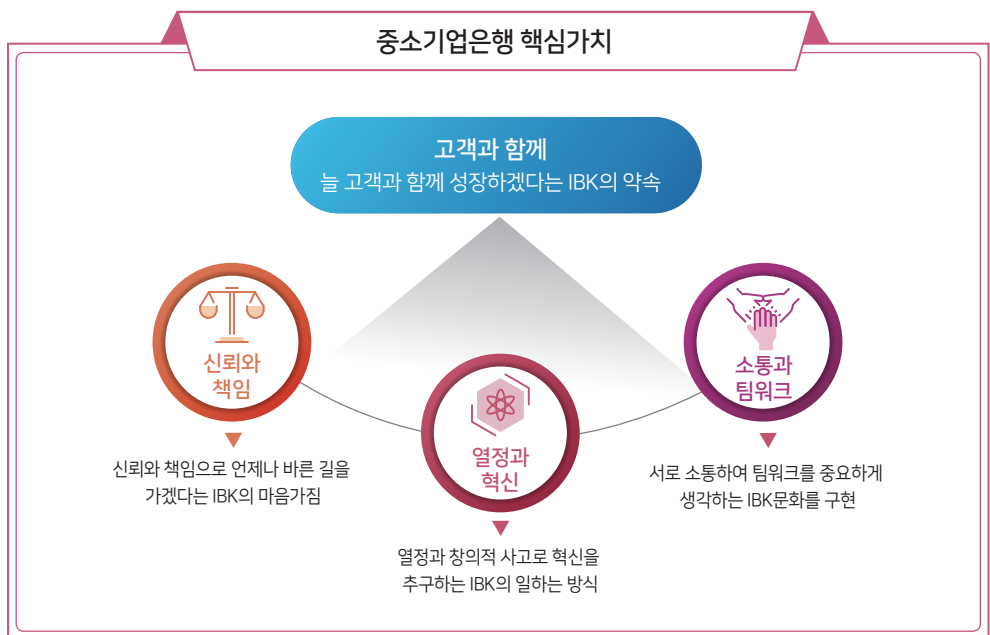 중소기업은행 핵심가치
고객과 함께
늘 고객과 함께 성장하겠다는 IBK의 약속
신뢰와
책임
신뢰와 책임으로 언제나 바른 길을
가겠다는 IBK의 마음가짐
열정과
혁신
열정과 창의적 사고로 혁신을
추구하는 IBK의 일하는 방식
소통과
팀워크
서로 소통하여 팀워크를 중요하게
생각하는 IBK문화를 구현